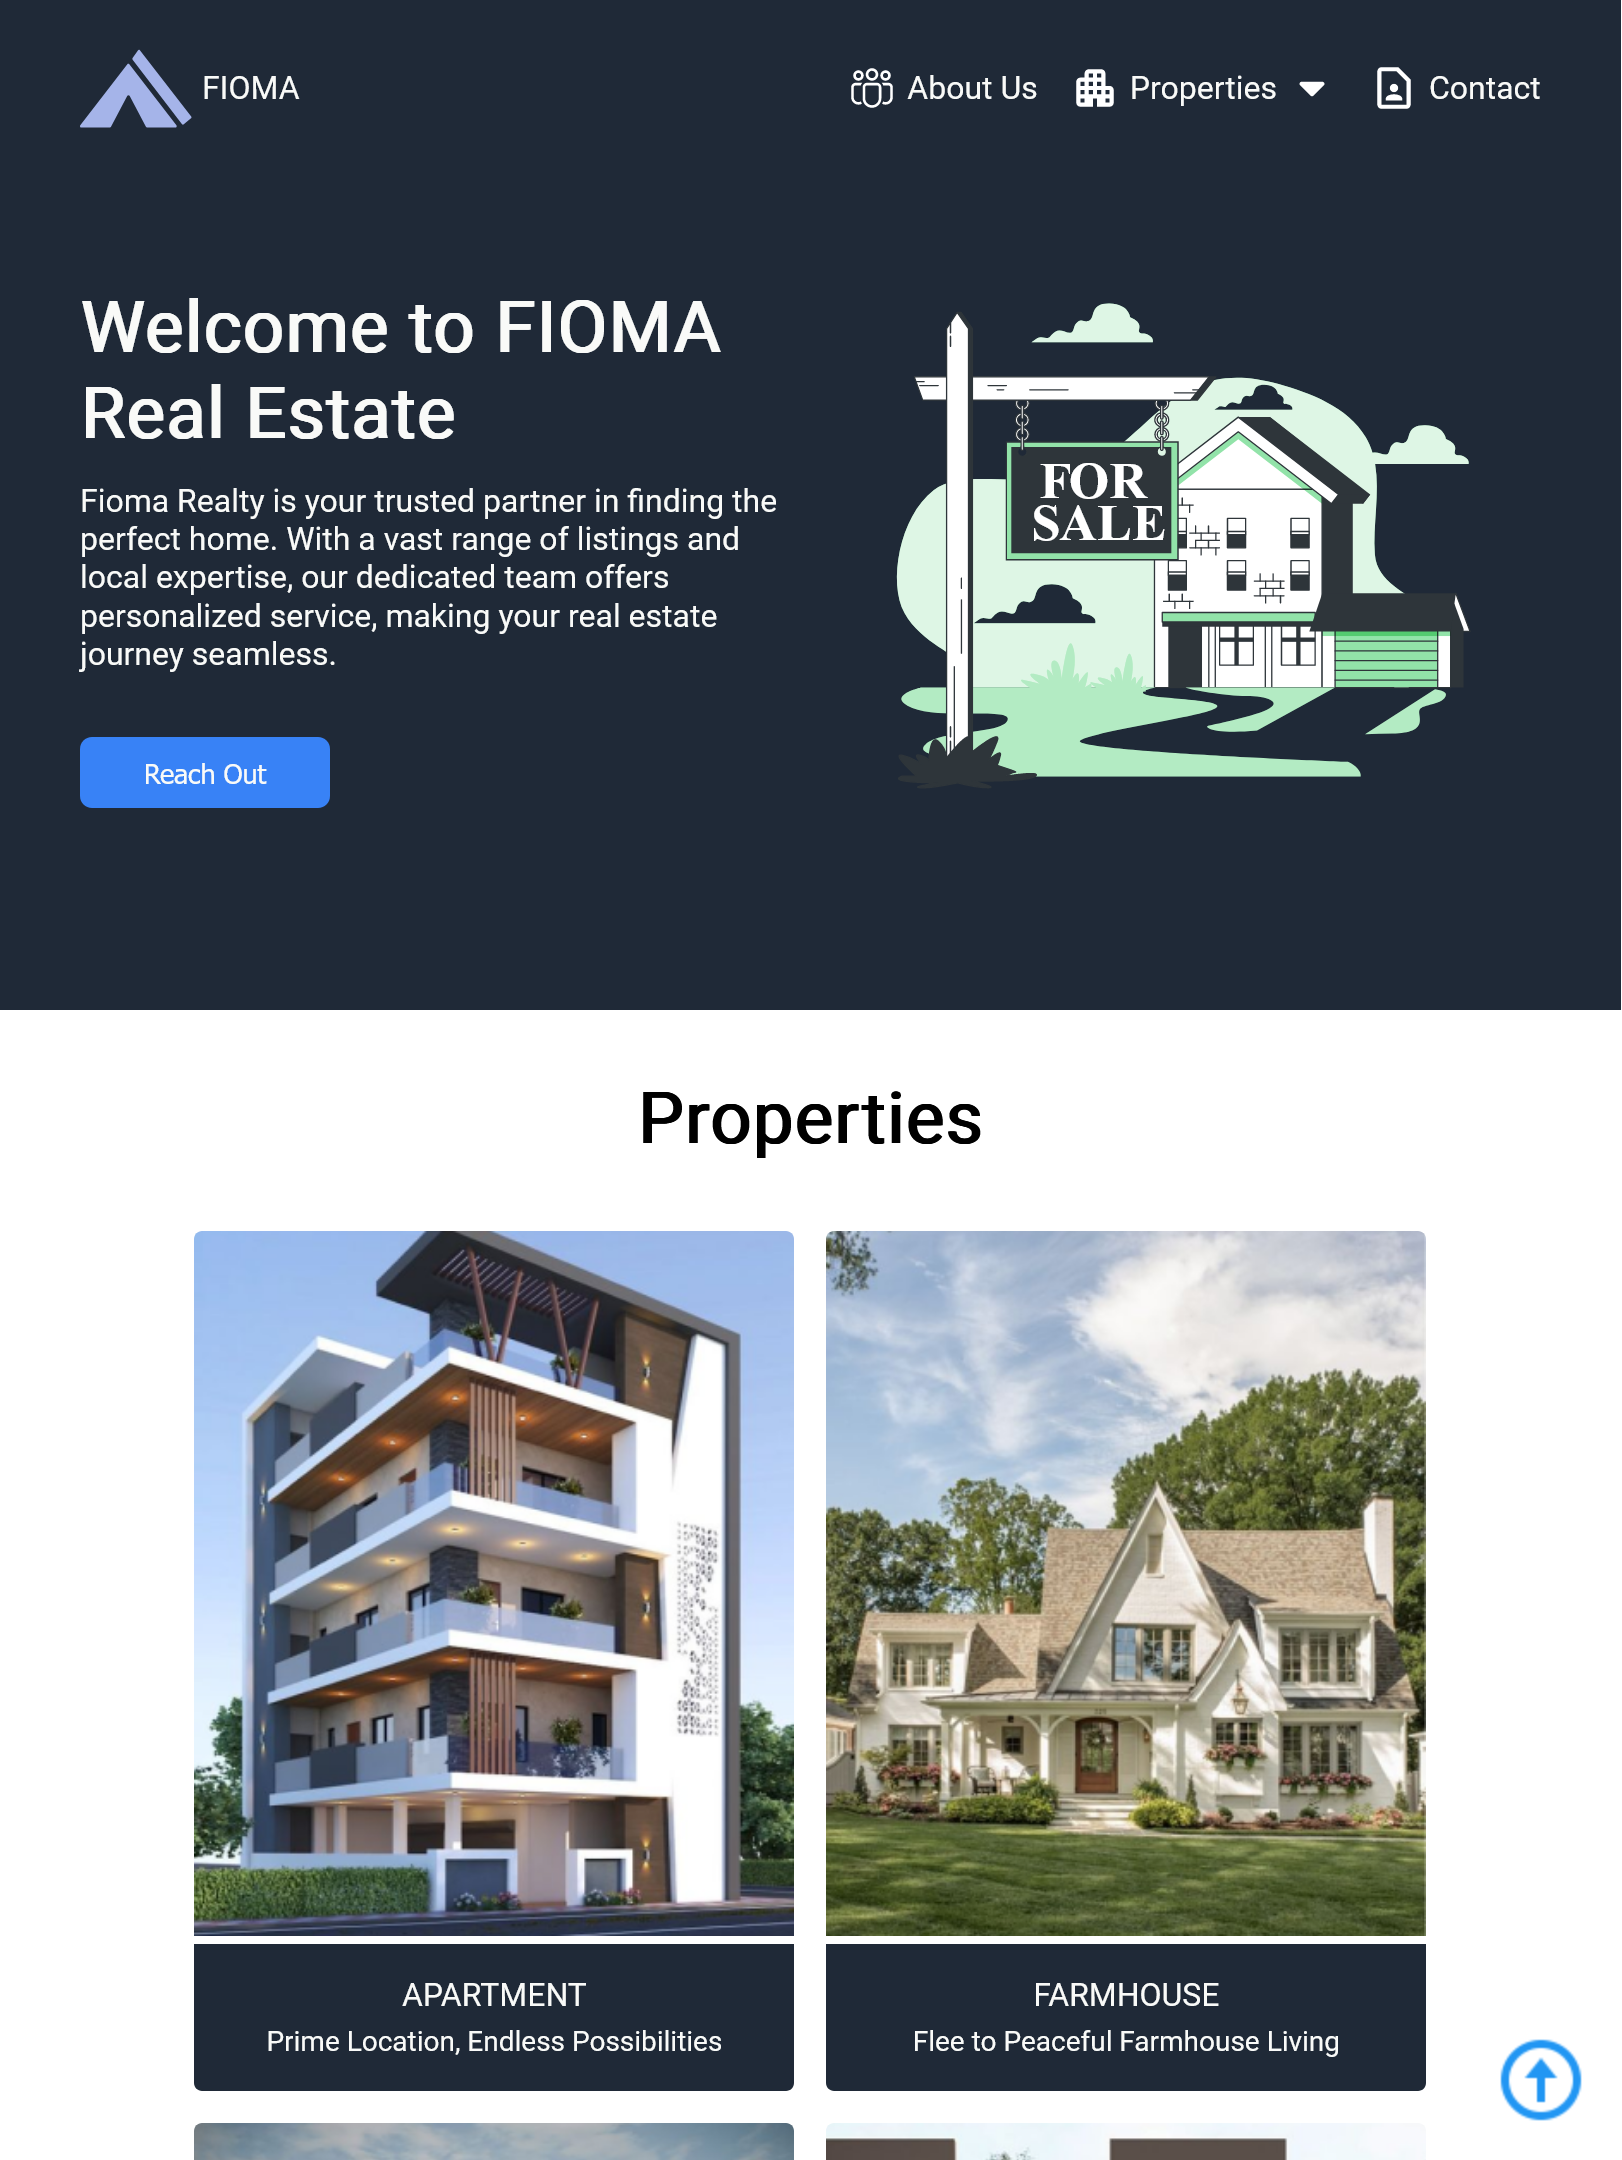 FIOMA
About Us
Properties
Contact
Welcome to FIOMA
Real Estate
Fioma Realty is your trusted partner in finding the
perfect home. With a vast range of listings and
local expertise, our dedicated team offers
personalized service, making your real estate
journey seamless.
Reach Out
FOR
SALE
Properties
APARTMENT
Prime Location, Endless Possibilities
FARMHOUSE
Flee to Peaceful Farmhouse Living